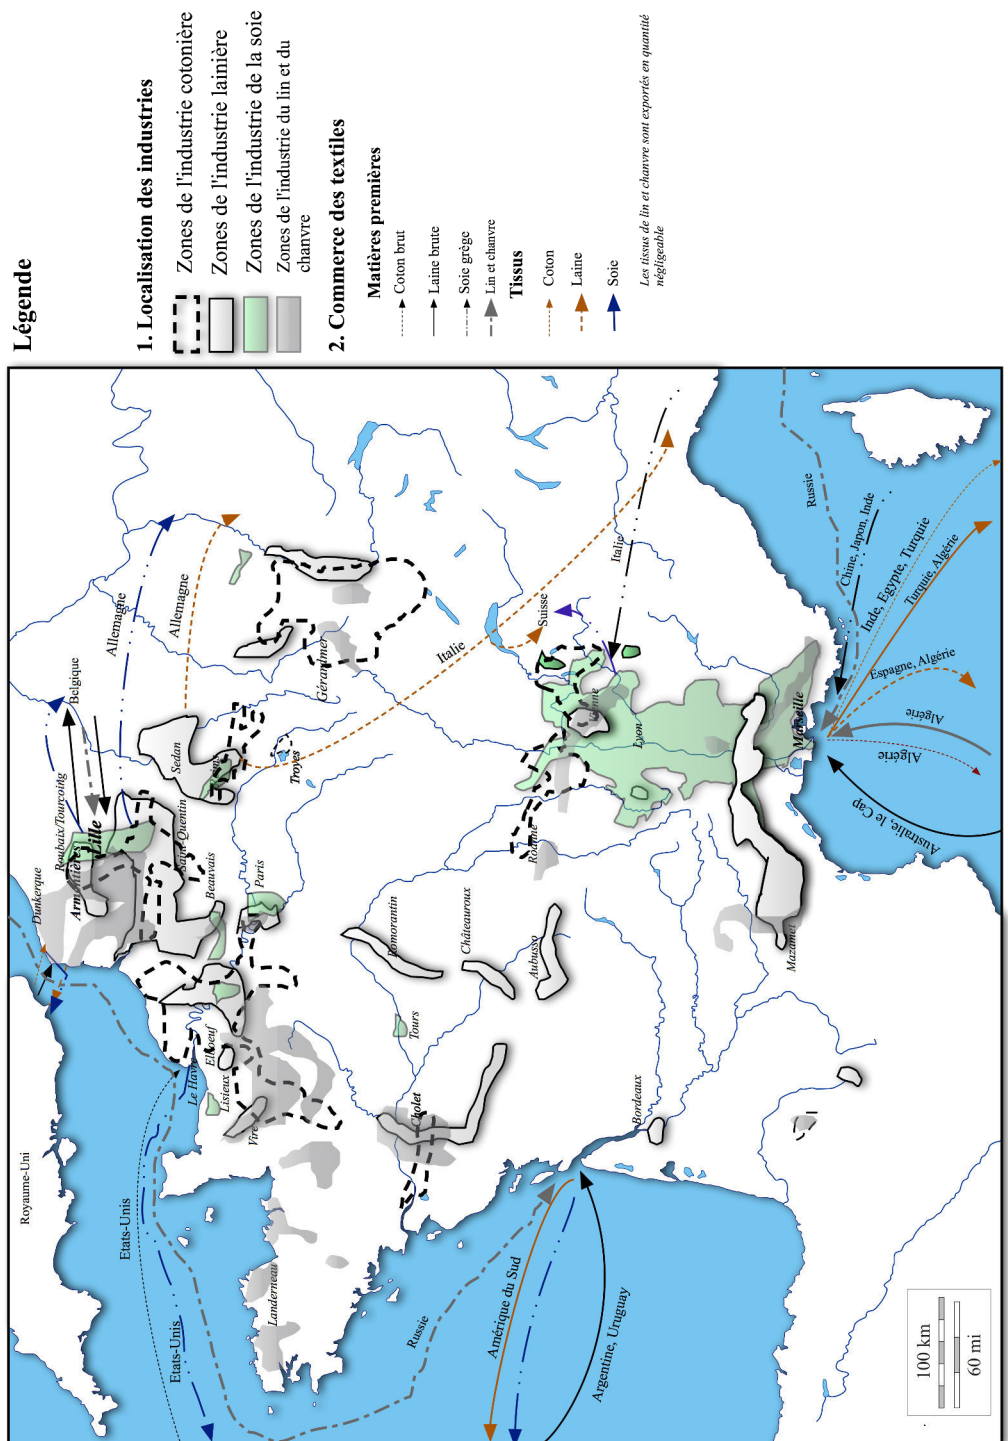 Légende
1. Localisation des industries
Zones de l'industrie cotonière
Zones de l'industrie lainière
Zones de l'industrie de la soie
Zones de l'industrie du lin et du
chanvre
2. Commerce des textiles
Matières premières
Coton brut
Laine brute
Soie grège
Lin et chanvre
Tissus
Coton
Laine
Soie
Les tissus de lin et chanvre sont exportés en quantité
négligeable
Royaume-Uni
Dunkerque
Roubaix/Tourcoing
Armentières
Lille
Belgique
Allemagne
Allemagne
Sedan
Saint-Quentin
Beauvais
Paris
Troyes
Gérardmer
Le Havre
Elboeuf
Lisieux
Vire
Etats-Unis
Etats-Unis
Landerneau
Russie
Cholet
Tours
Romorantin
Châteauroux
Aubusson
Roanne
Vienne
Lyon
Suisse
Italie
Italie
Bordeaux
Amérique du Sud
Argentine, Uruguay
Mazamet
Marseille
Russie
Chine, Japon, Inde
Inde, Egypte, Turquie
Turquie, Algérie
Espagne, Algérie
Algérie
Algérie
Australie, le Cap
100 km
60 mi